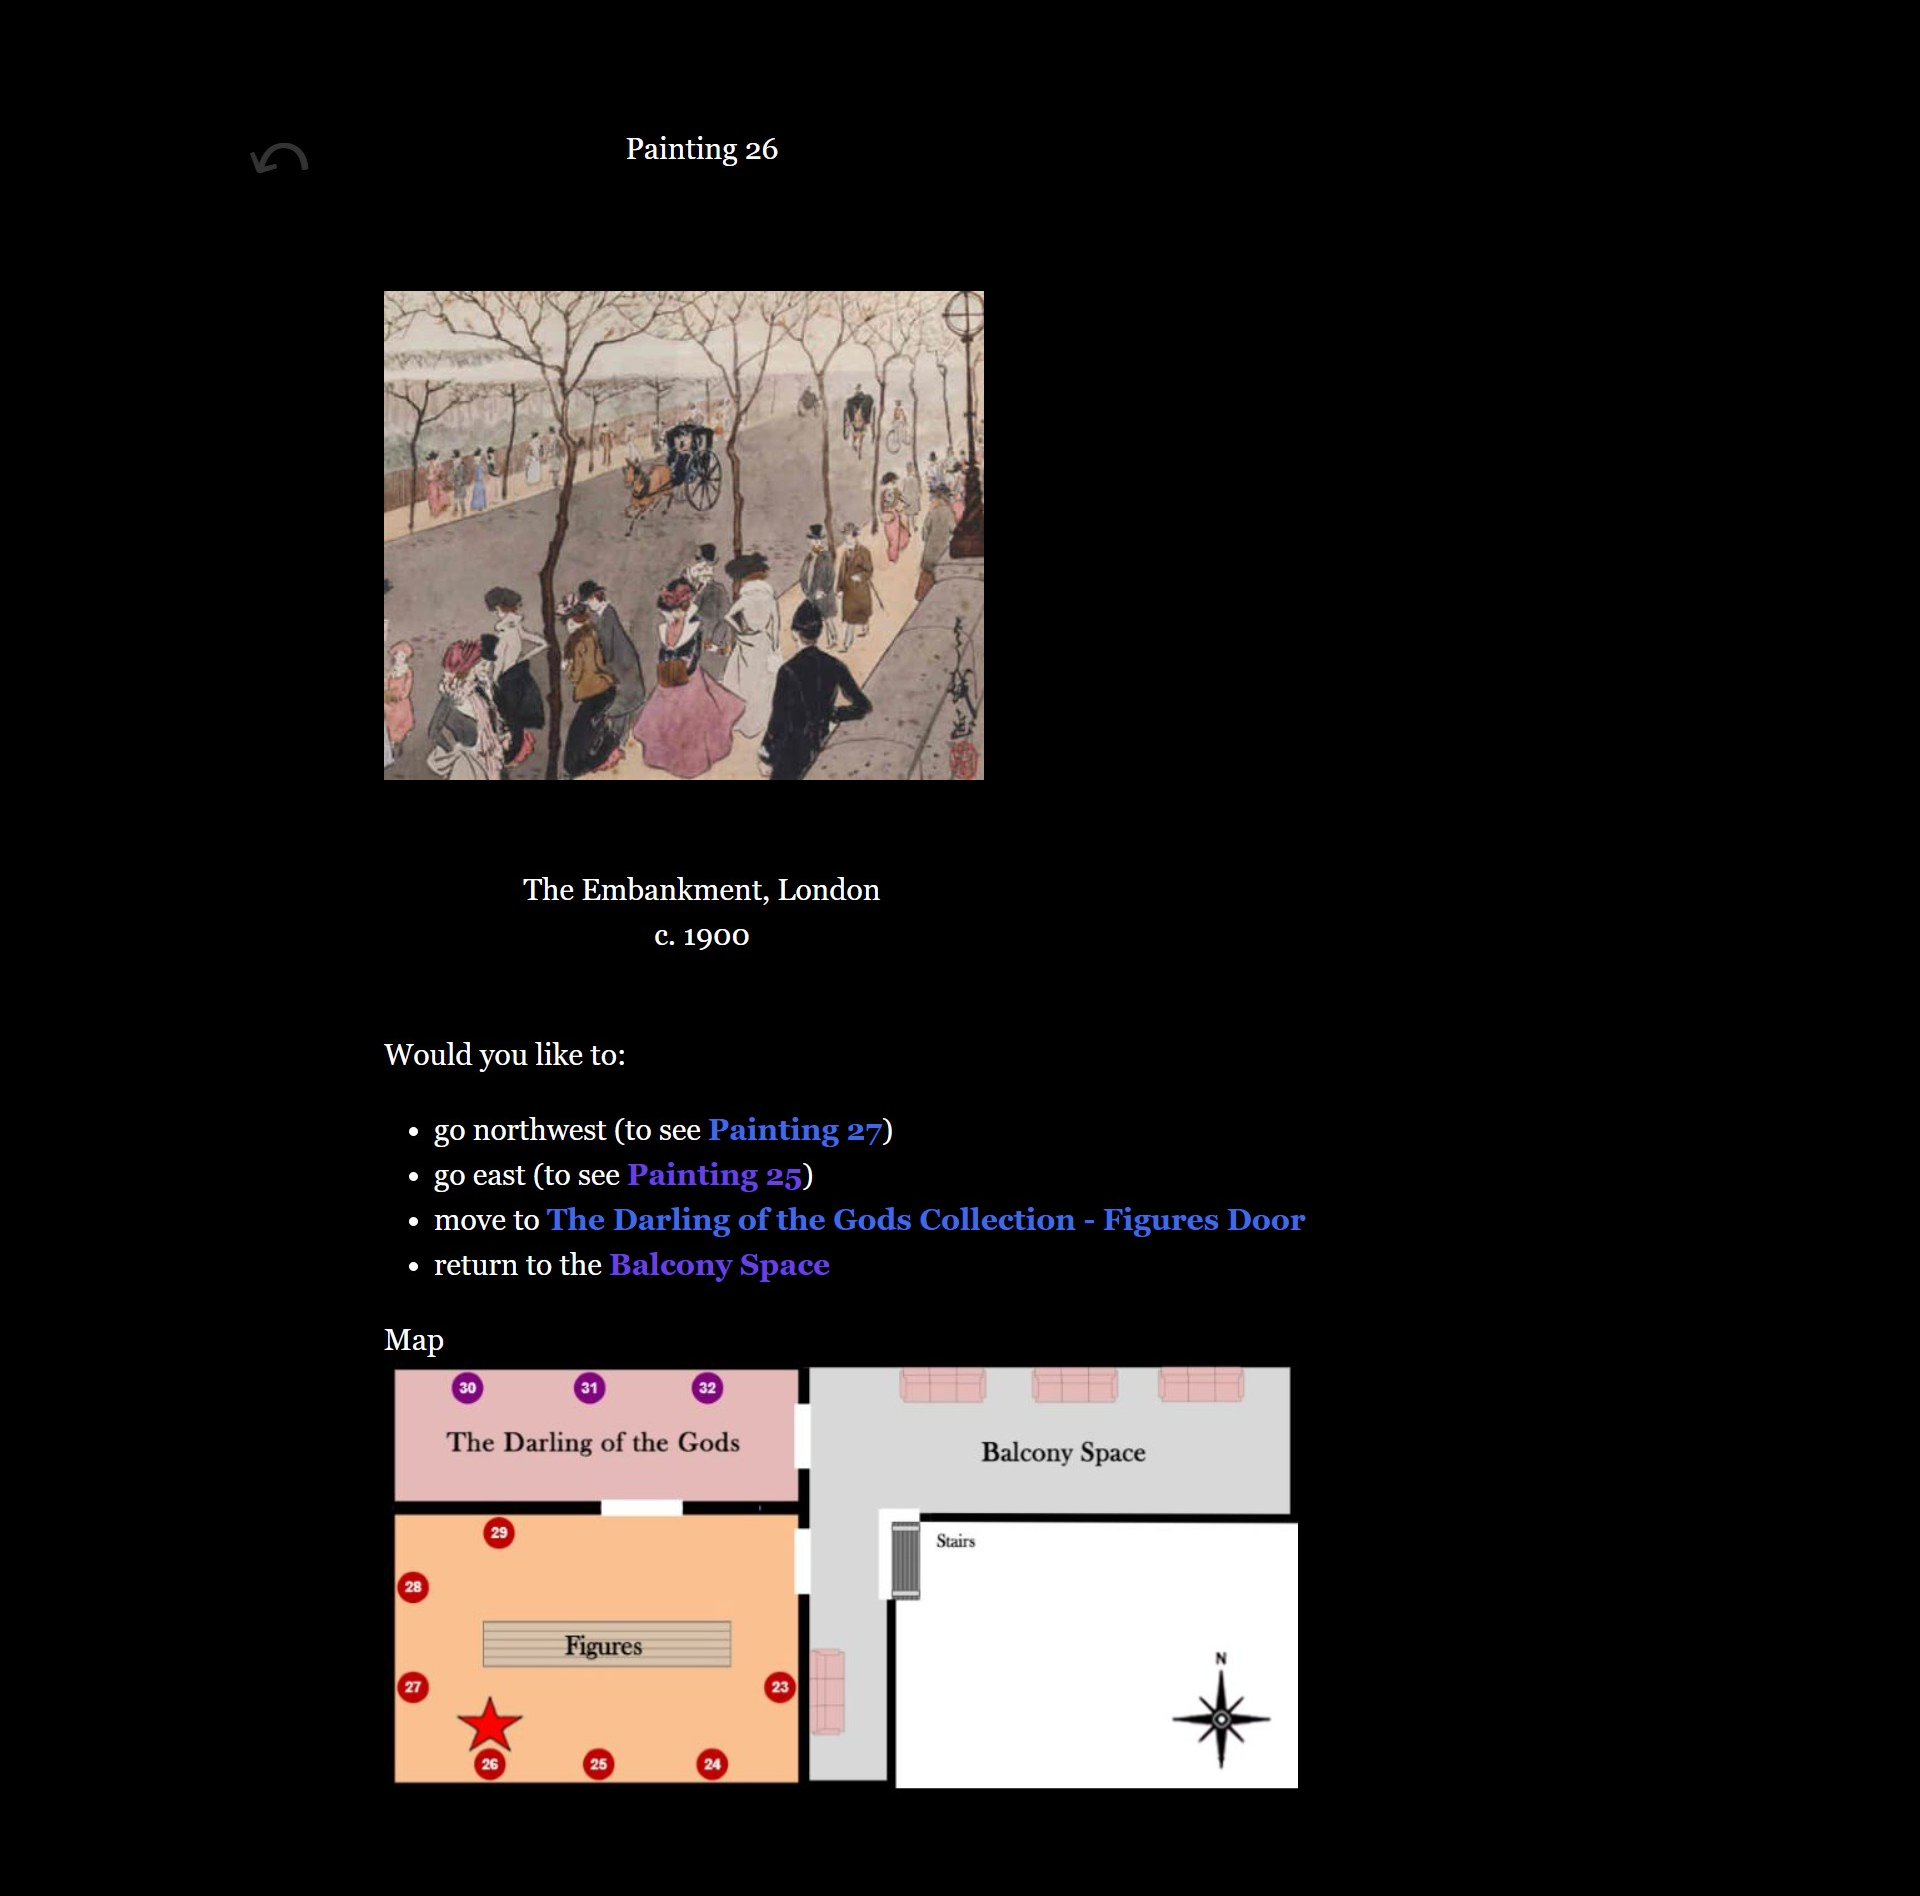 Painting 26
The Embankment, London
c. 1900
Would you like to:
go northwest (to see Painting 27)
go east (to see Painting 25)
move to The Darling of the Gods Collection - Figures Door
return to the Balcony Space
Map
30 31 32
The Darling of the Gods
Balcony Space
29
Stairs
28
Figures
N
27
23
26 25 24